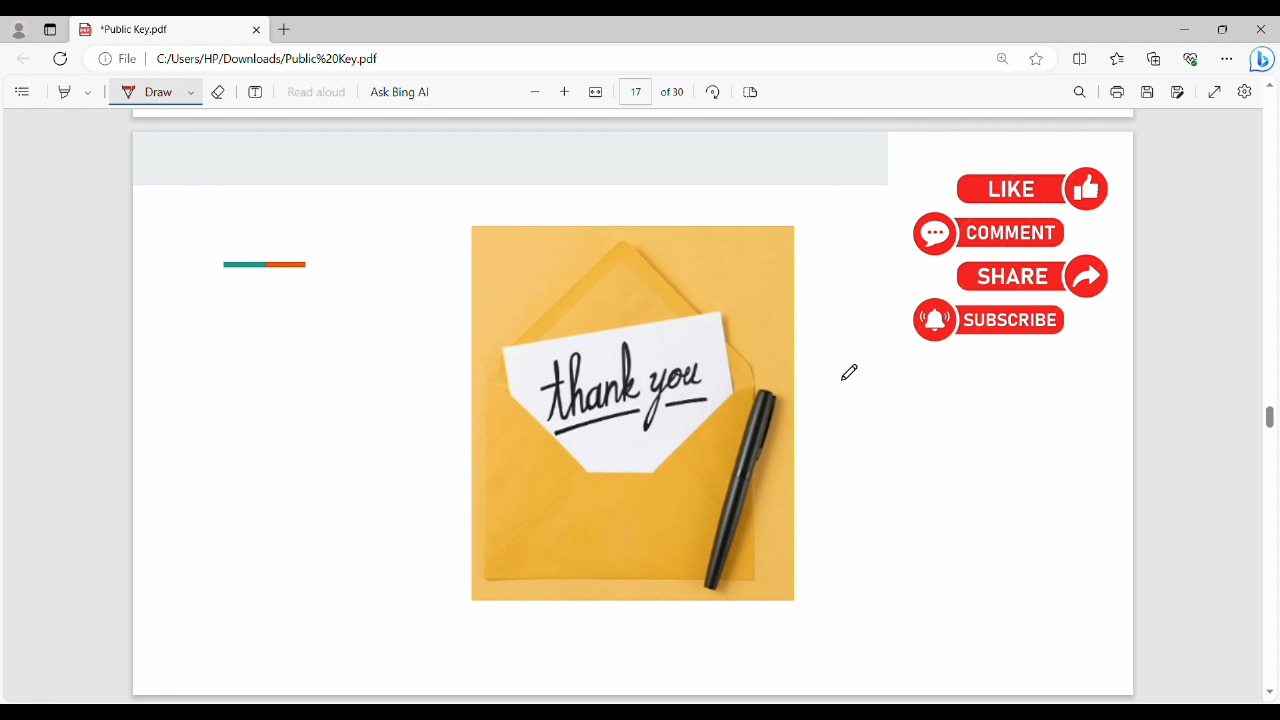 *Public Key.pdf
File
C:/Users/HP/Downloads/Public%20Key.pdf
Draw
Read aloud
Ask Bing AI
17 of 30
LIKE
COMMENT
SHARE
SUBSCRIBE
thank you